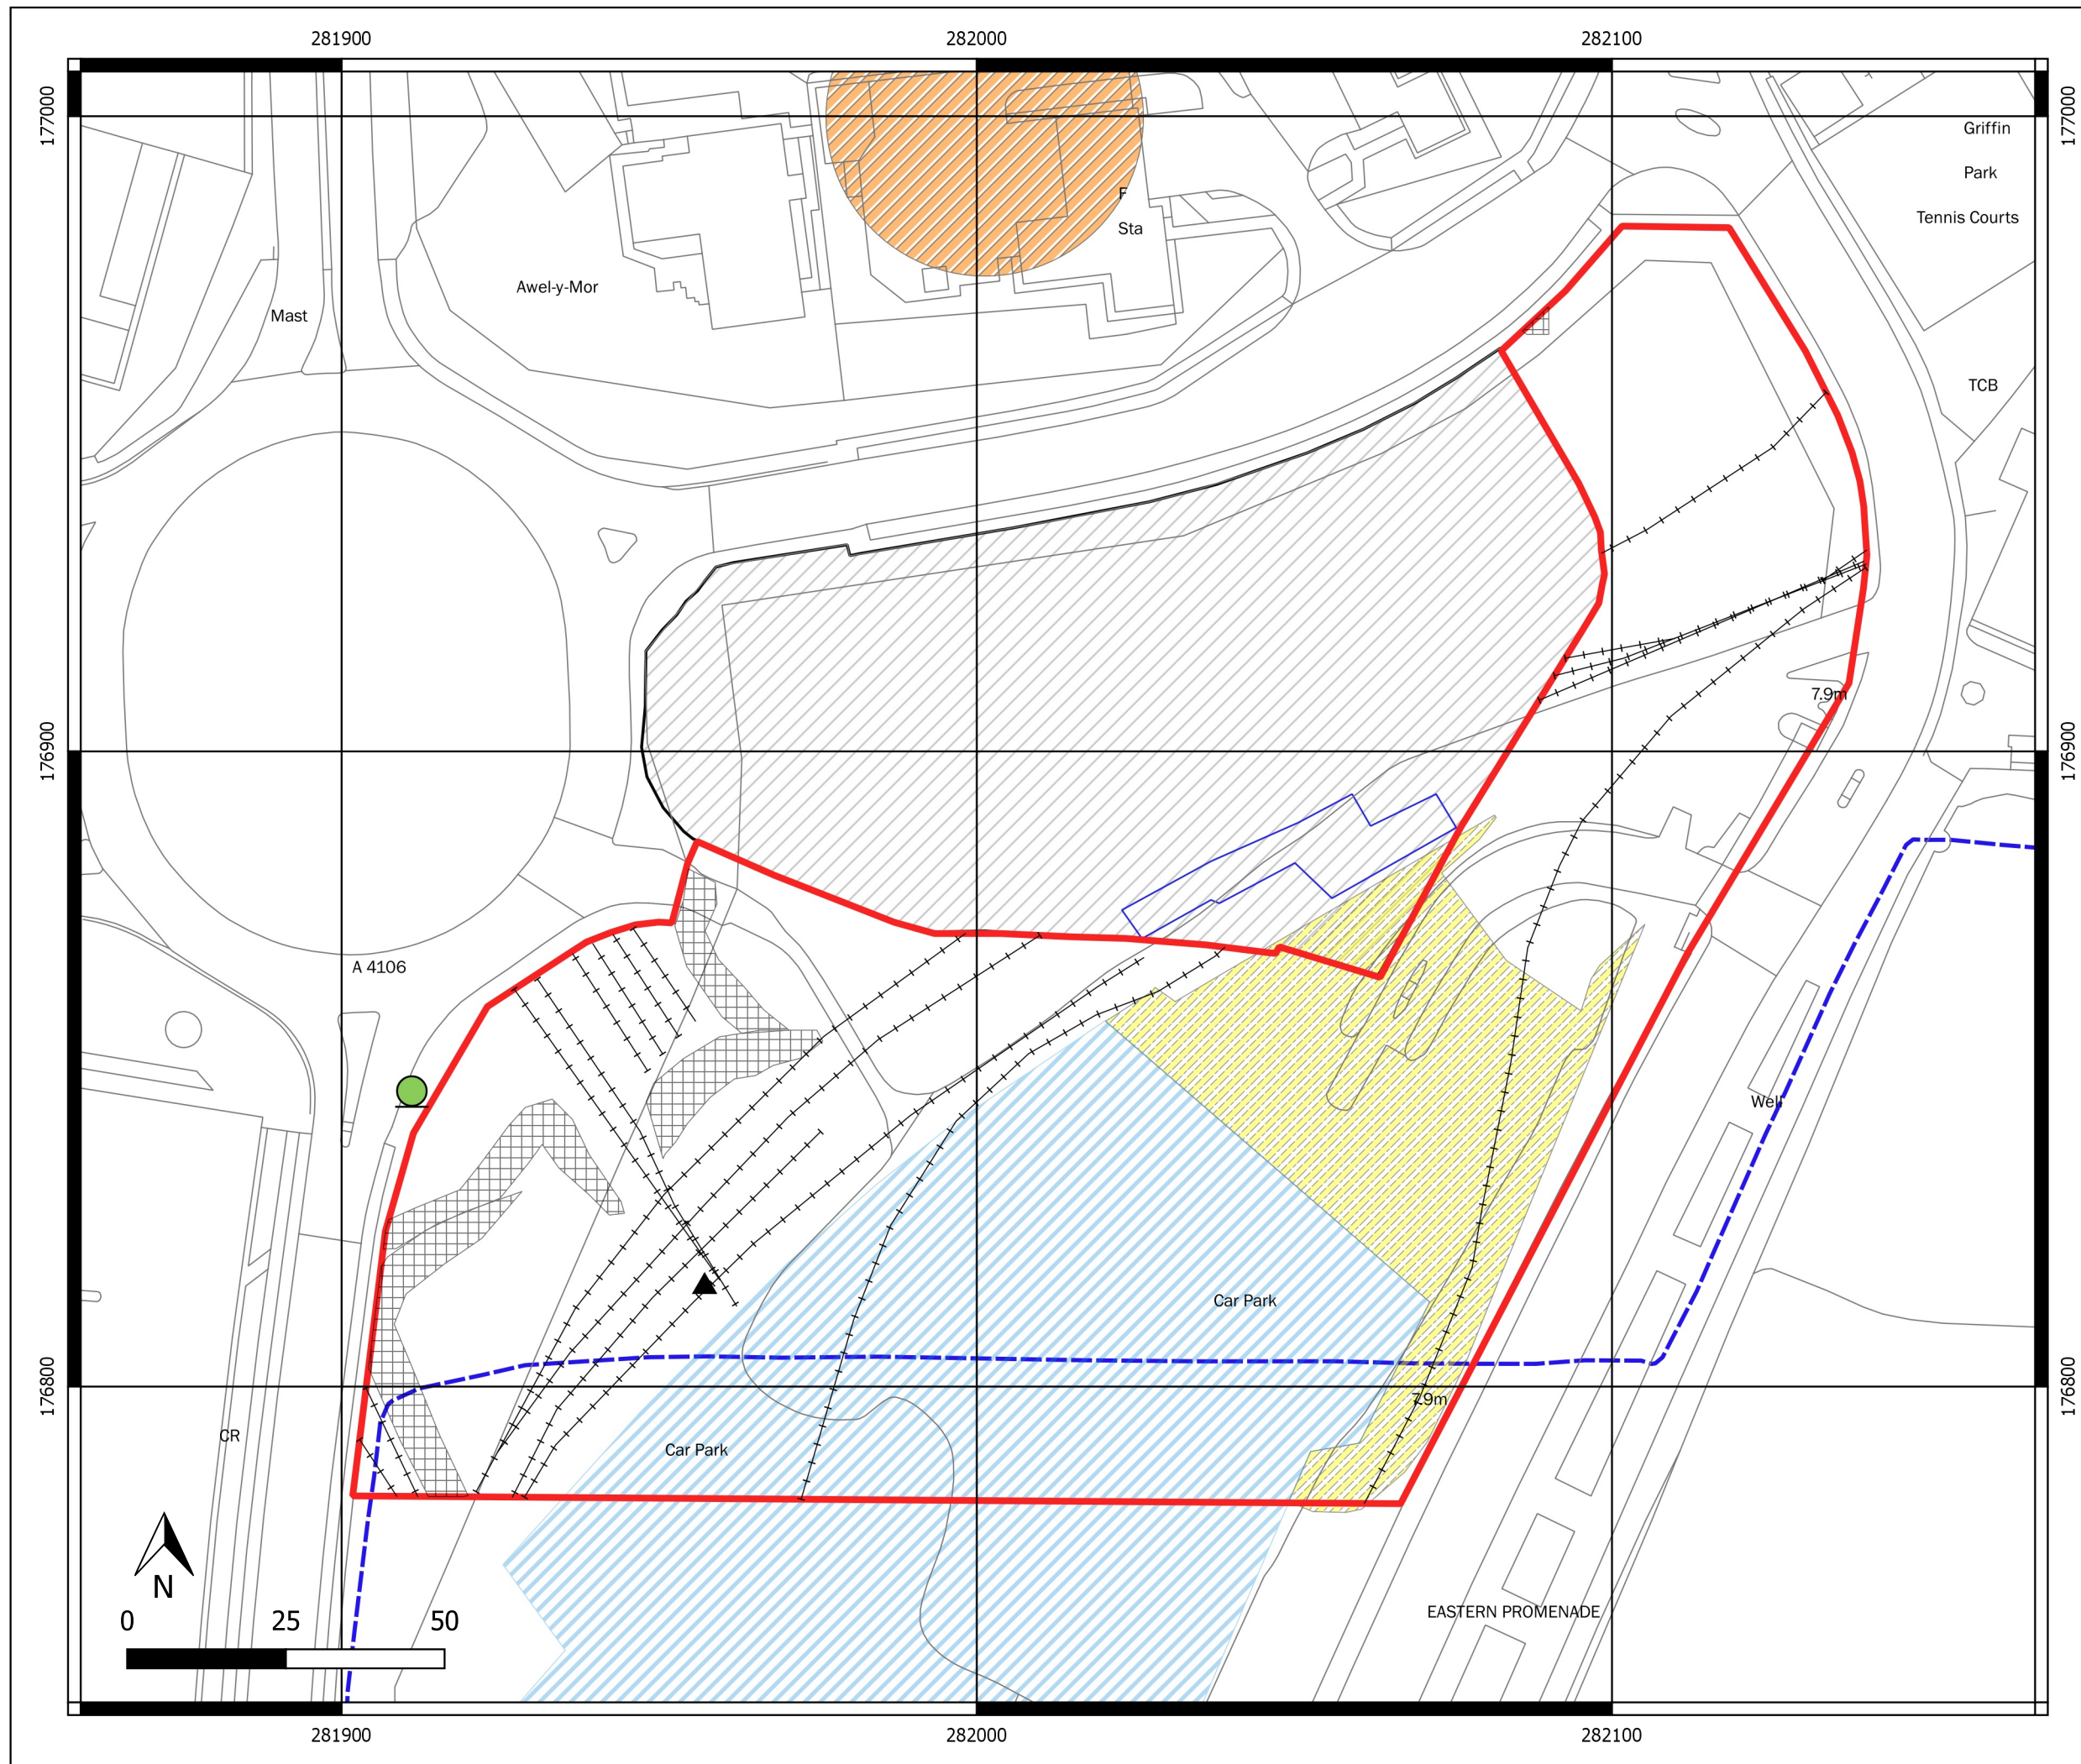 281900
282000
282100
177000
177000
Griffin
Park
F
Sta
Tennis Courts
Awel-y-Mor
Mast
TCB
7.9m
176900
176900
A 4106
Well
Car Park
7.9m
176800
176800
CR
Car Park
N
0 25 50
EASTERN PROMENADE
281900
282000
282100